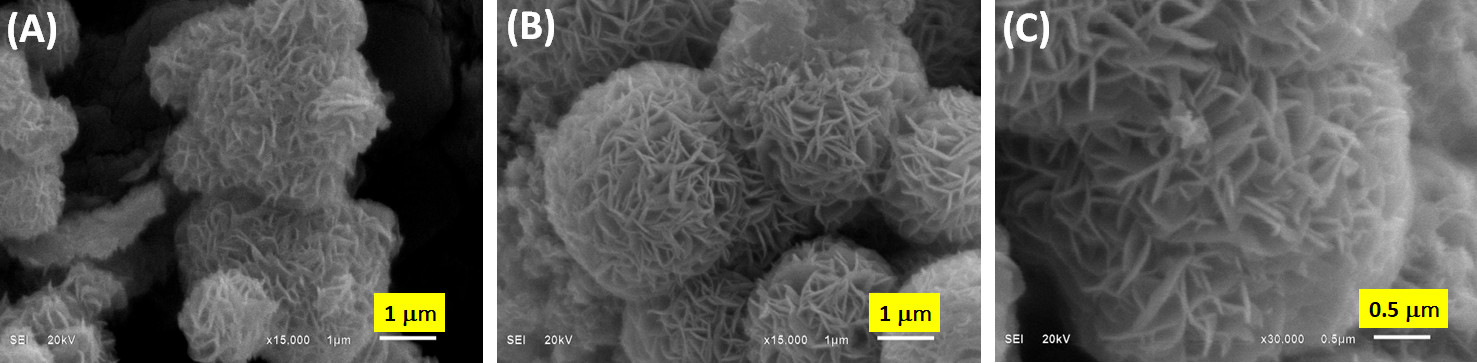 (A)
1 μm
SEI 20kV x15,000 1μm
(B)
1 μm
SEI 20kV x15,000 1μm
(C)
0.5 μm
SEI 20kV x30,000 0.5μm